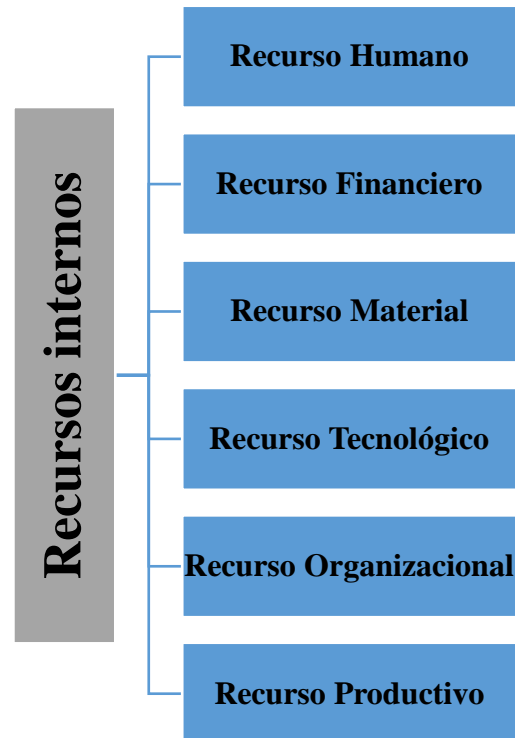 Recursos internos
Recurso Humano
Recurso Financiero
Recurso Material
Recurso Tecnológico
Recurso Organizacional
Recurso Productivo